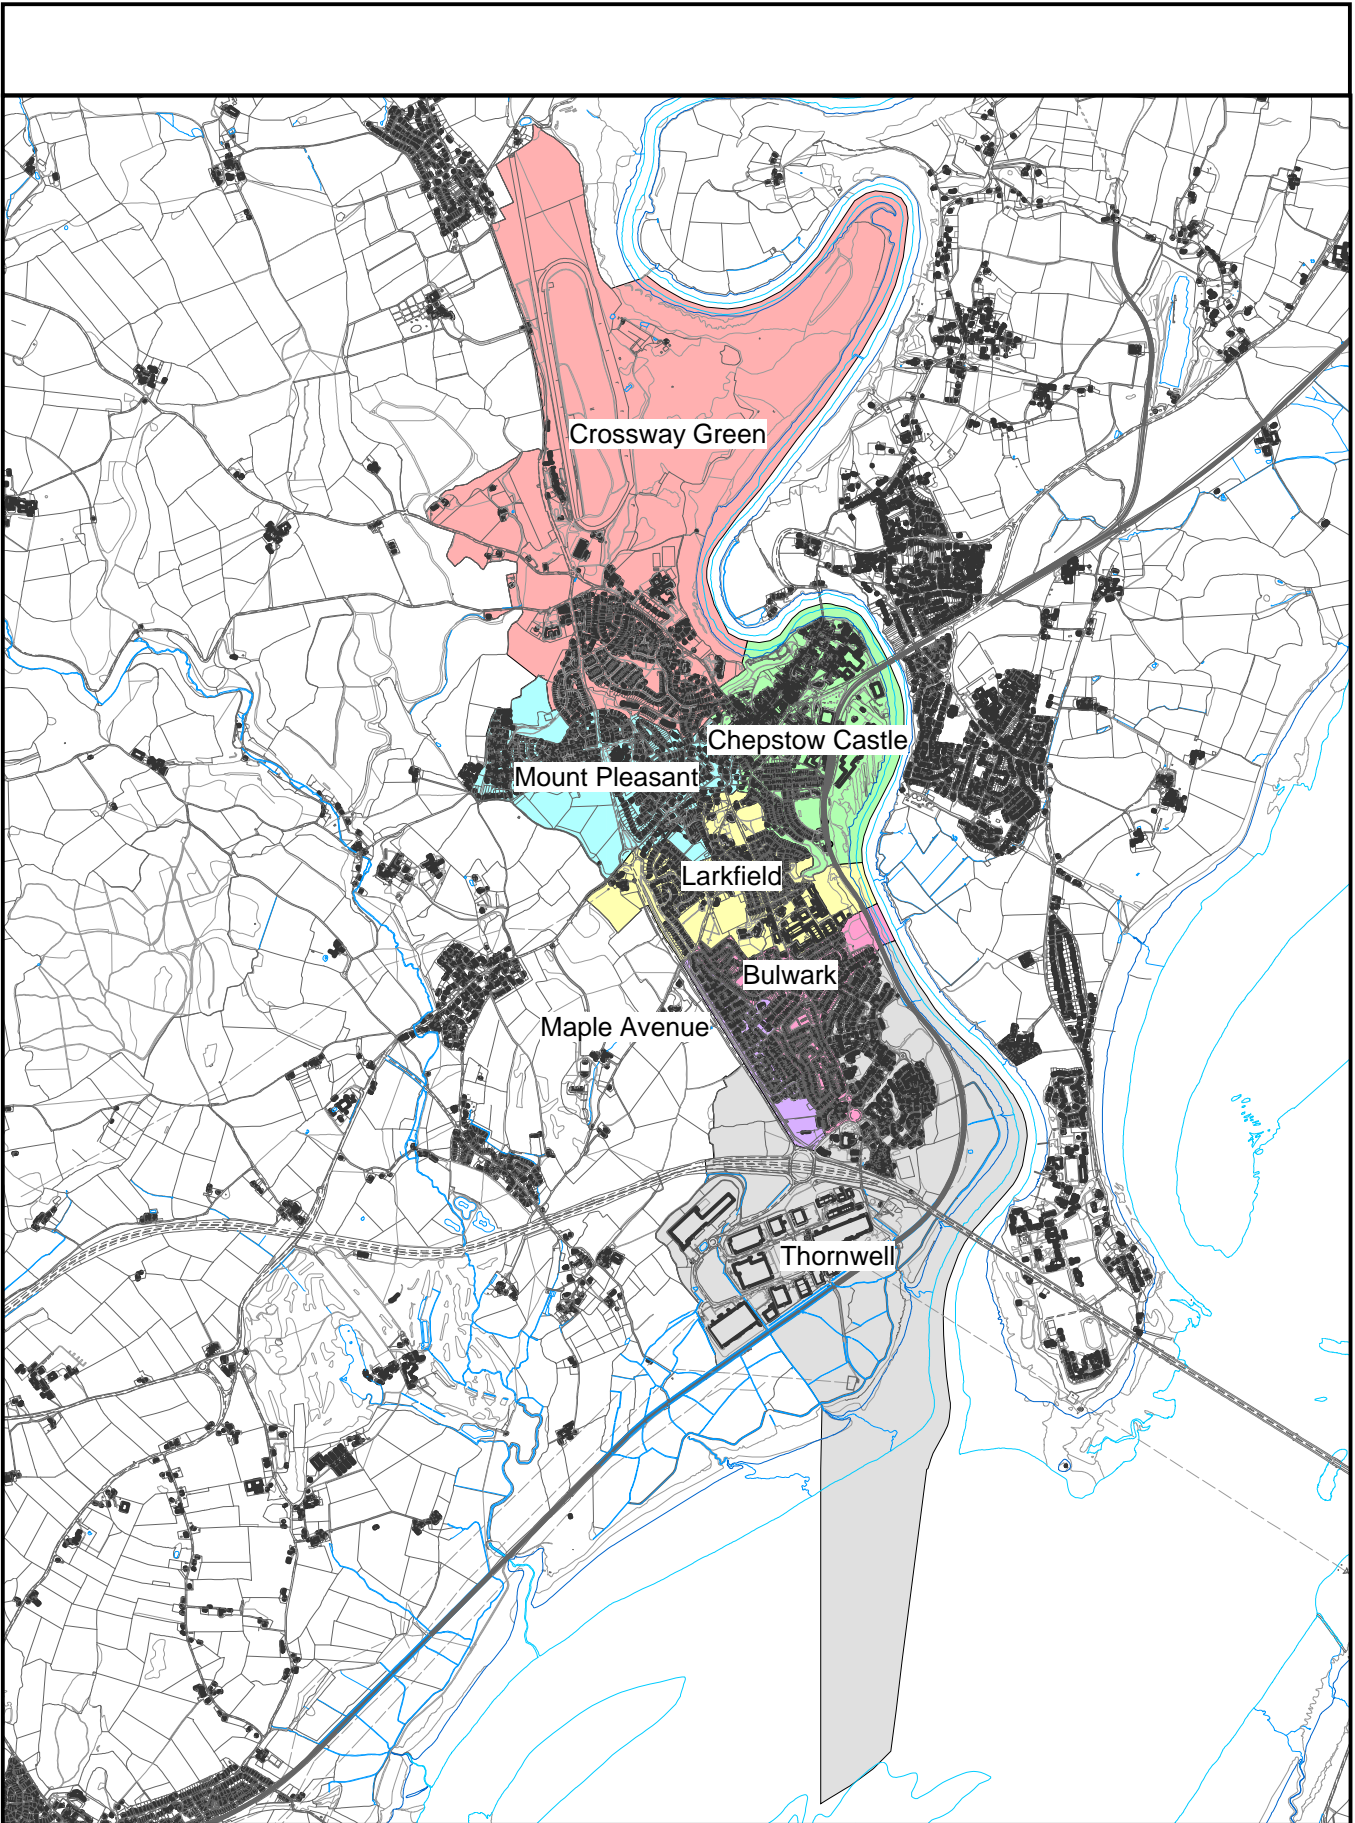 Crossway Green
Chepstow Castle
Mount Pleasant
Larkfield
Bulwark
Maple Avenue
Thornwell